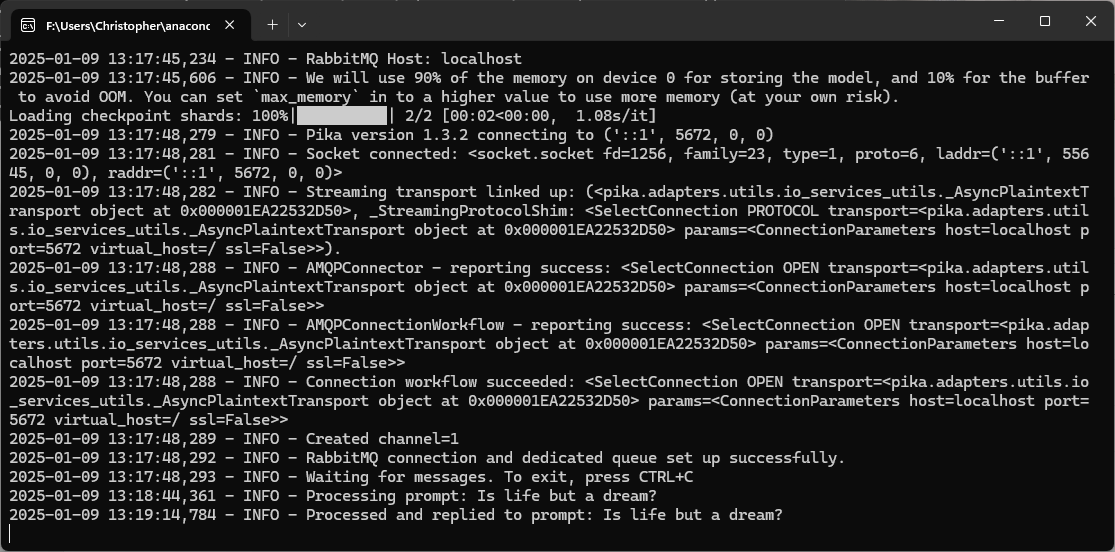 F:\Users\Christopher\anaconc
2025-01-09 13:17:45,234 - INFO - RabbitMQ Host: localhost
2025-01-09 13:17:45,606 - INFO - We will use 90% of the memory on device 0 for storing the model, and 10% for the buffer
 to avoid OOM. You can set `max_memory` in to a higher value to use more memory (at your own risk).
Loading checkpoint shards: 100%|██████████| 2/2 [00:02<00:00,  1.08s/it]
2025-01-09 13:17:48,279 - INFO - Pika version 1.3.2 connecting to ('::1', 5672, 0, 0)
2025-01-09 13:17:48,281 - INFO - Socket connected: <socket.socket fd=1256, family=23, type=1, proto=6, laddr=('::1', 556
45, 0, 0), raddr=('::1', 5672, 0, 0)>
2025-01-09 13:17:48,282 - INFO - Streaming transport linked up: (<pika.adapters.utils.io_services_utils._AsyncPlaintextT
ransport object at 0x000001EA22532D50>, _StreamingProtocolShim: <SelectConnection PROTOCOL transport=<pika.adapters.util
s.io_services_utils._AsyncPlaintextTransport object at 0x000001EA22532D50> params=<ConnectionParameters host=localhost p
ort=5672 virtual_host=/ ssl=False>>).
2025-01-09 13:17:48,288 - INFO - AMQPConnector - reporting success: <SelectConnection OPEN transport=<pika.adapters.util
s.io_services_utils._AsyncPlaintextTransport object at 0x000001EA22532D50> params=<ConnectionParameters host=localhost p
ort=5672 virtual_host=/ ssl=False>>
2025-01-09 13:17:48,288 - INFO - AMQPConnectionWorkflow - reporting success: <SelectConnection OPEN transport=<pika.adap
ters.utils.io_services_utils._AsyncPlaintextTransport object at 0x000001EA22532D50> params=<ConnectionParameters host=lo
calhost port=5672 virtual_host=/ ssl=False>>
2025-01-09 13:17:48,288 - INFO - Connection workflow succeeded: <SelectConnection OPEN transport=<pika.adapters.utils.io
_services_utils._AsyncPlaintextTransport object at 0x000001EA22532D50> params=<ConnectionParameters host=localhost port=
5672 virtual_host=/ ssl=False>>
2025-01-09 13:17:48,289 - INFO - Created channel=1
2025-01-09 13:17:48,292 - INFO - RabbitMQ connection and dedicated queue set up successfully.
2025-01-09 13:17:48,293 - INFO - Waiting for messages. To exit, press CTRL+C
2025-01-09 13:18:44,361 - INFO - Processing prompt: Is life but a dream?
2025-01-09 13:19:14,784 - INFO - Processed and replied to prompt: Is life but a dream?